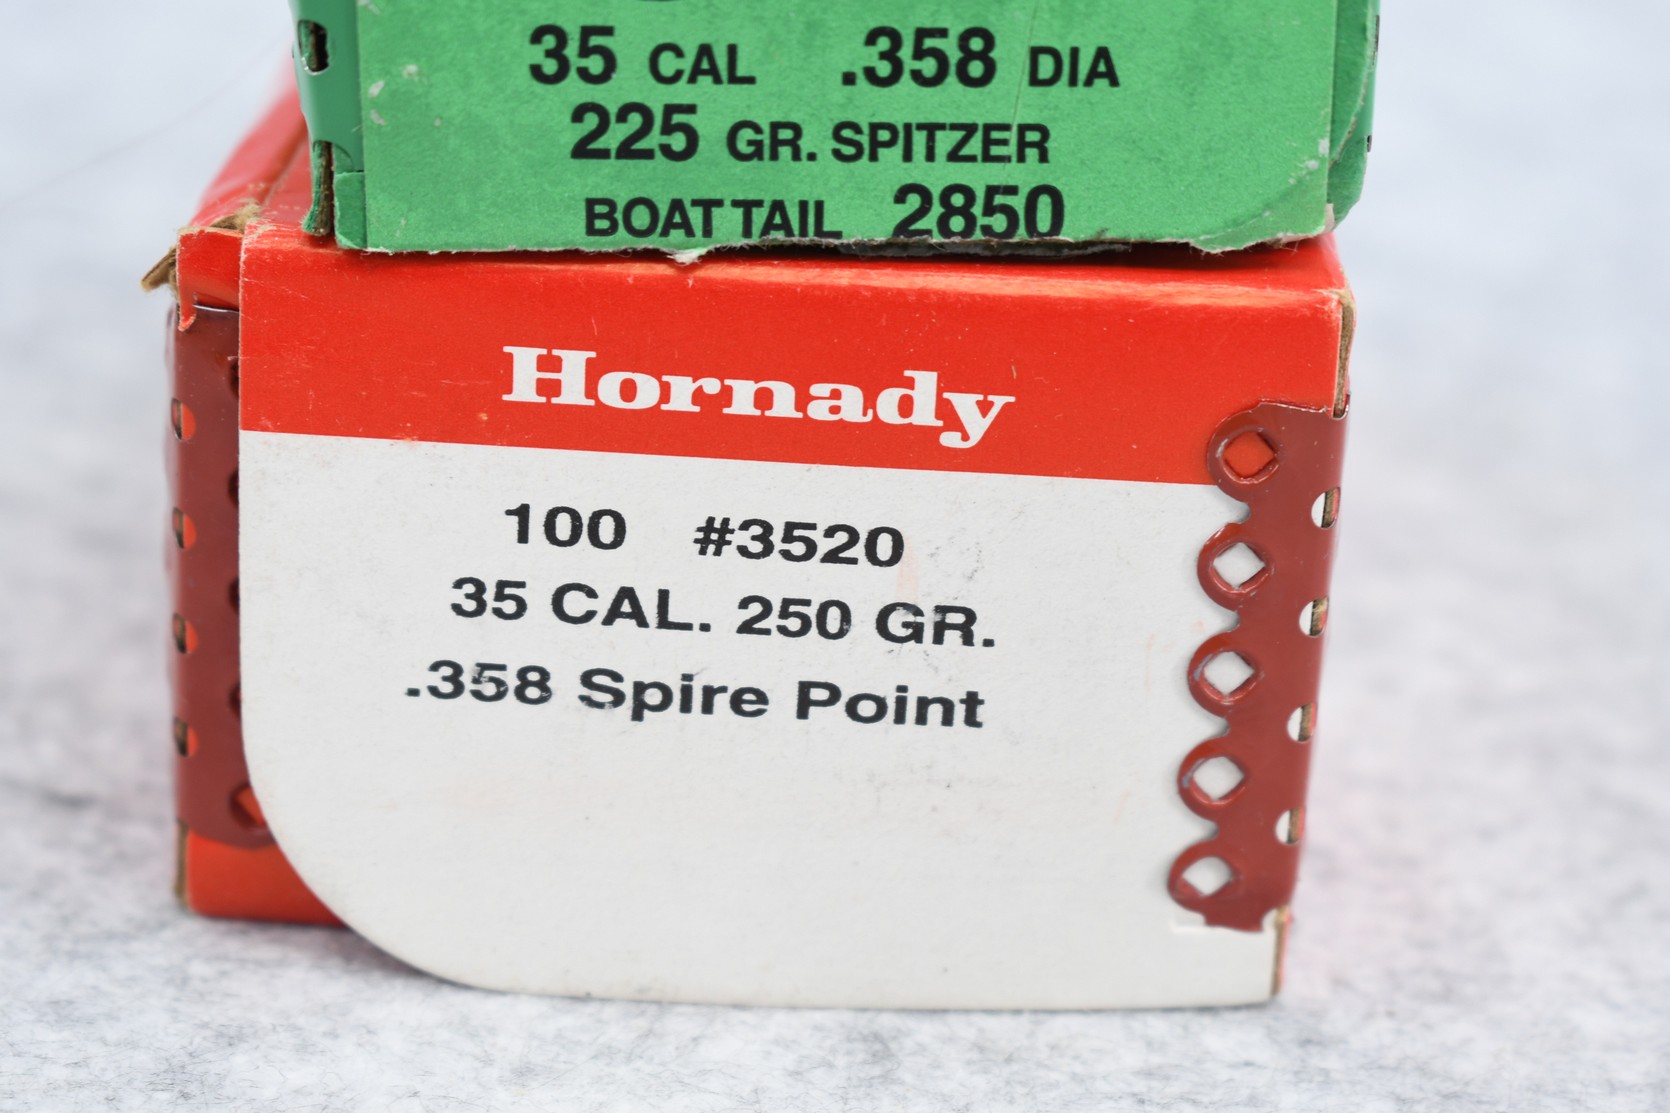 35 CAL .358 DIA
225 GR. SPITZER
BOAT TAIL 2850
Hornady
100 #3520
35 CAL. 250 GR.
.358 Spire Point